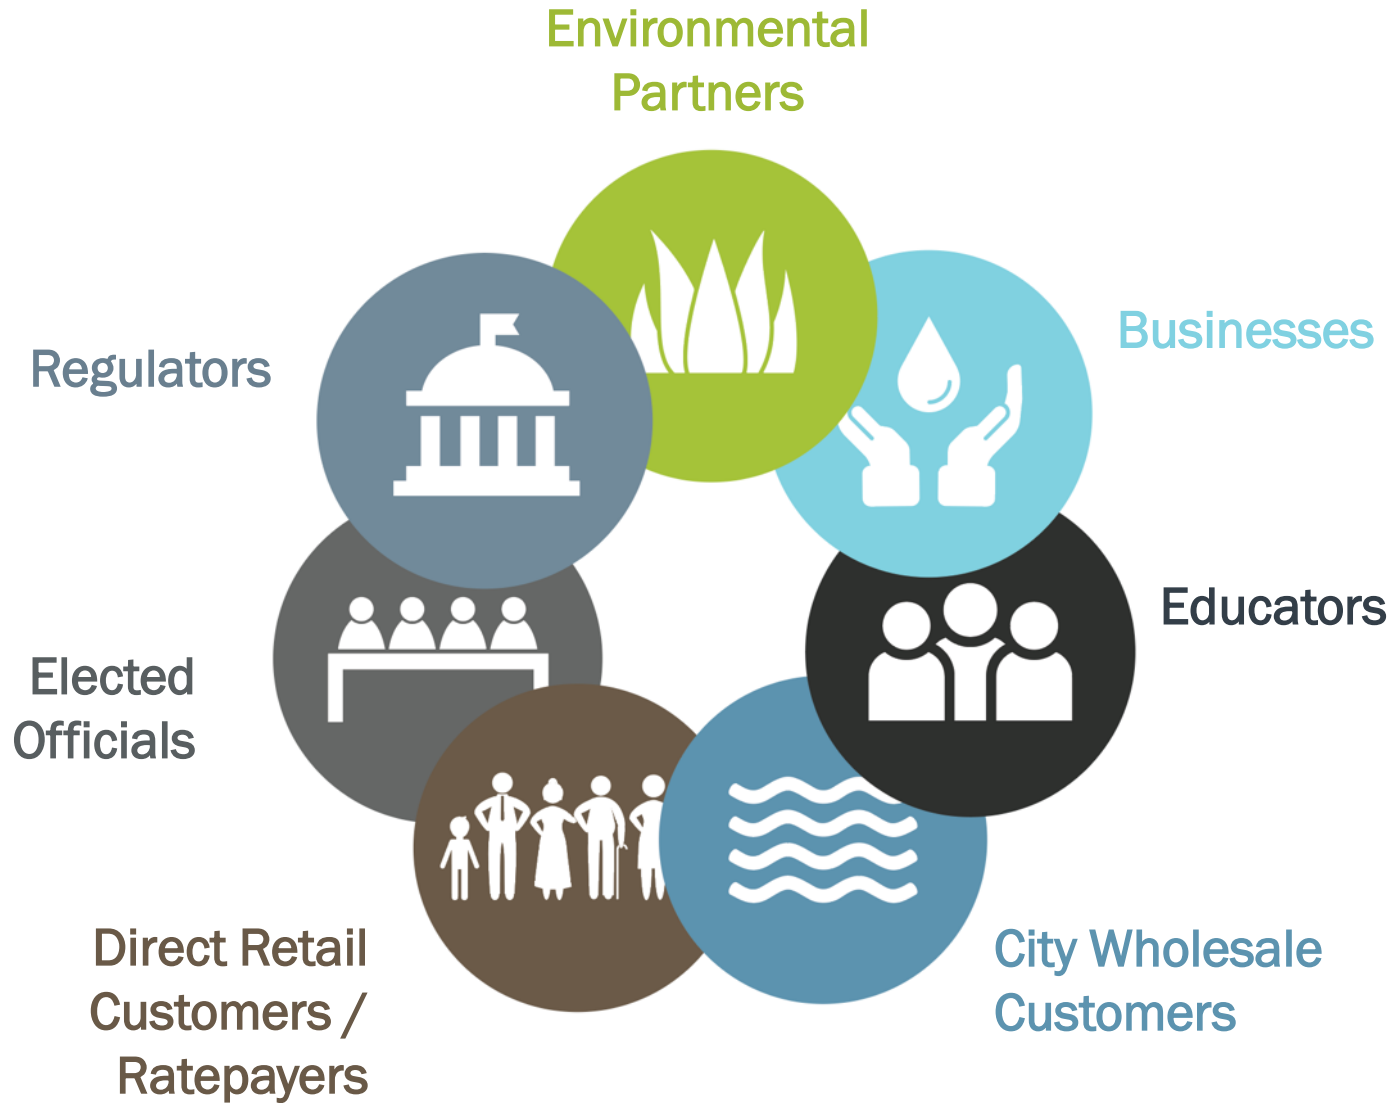 Environmental
Partners
Businesses
Regulators
Educators
Elected
Officials
Direct Retail
Customers /
Ratepayers
City Wholesale
Customers